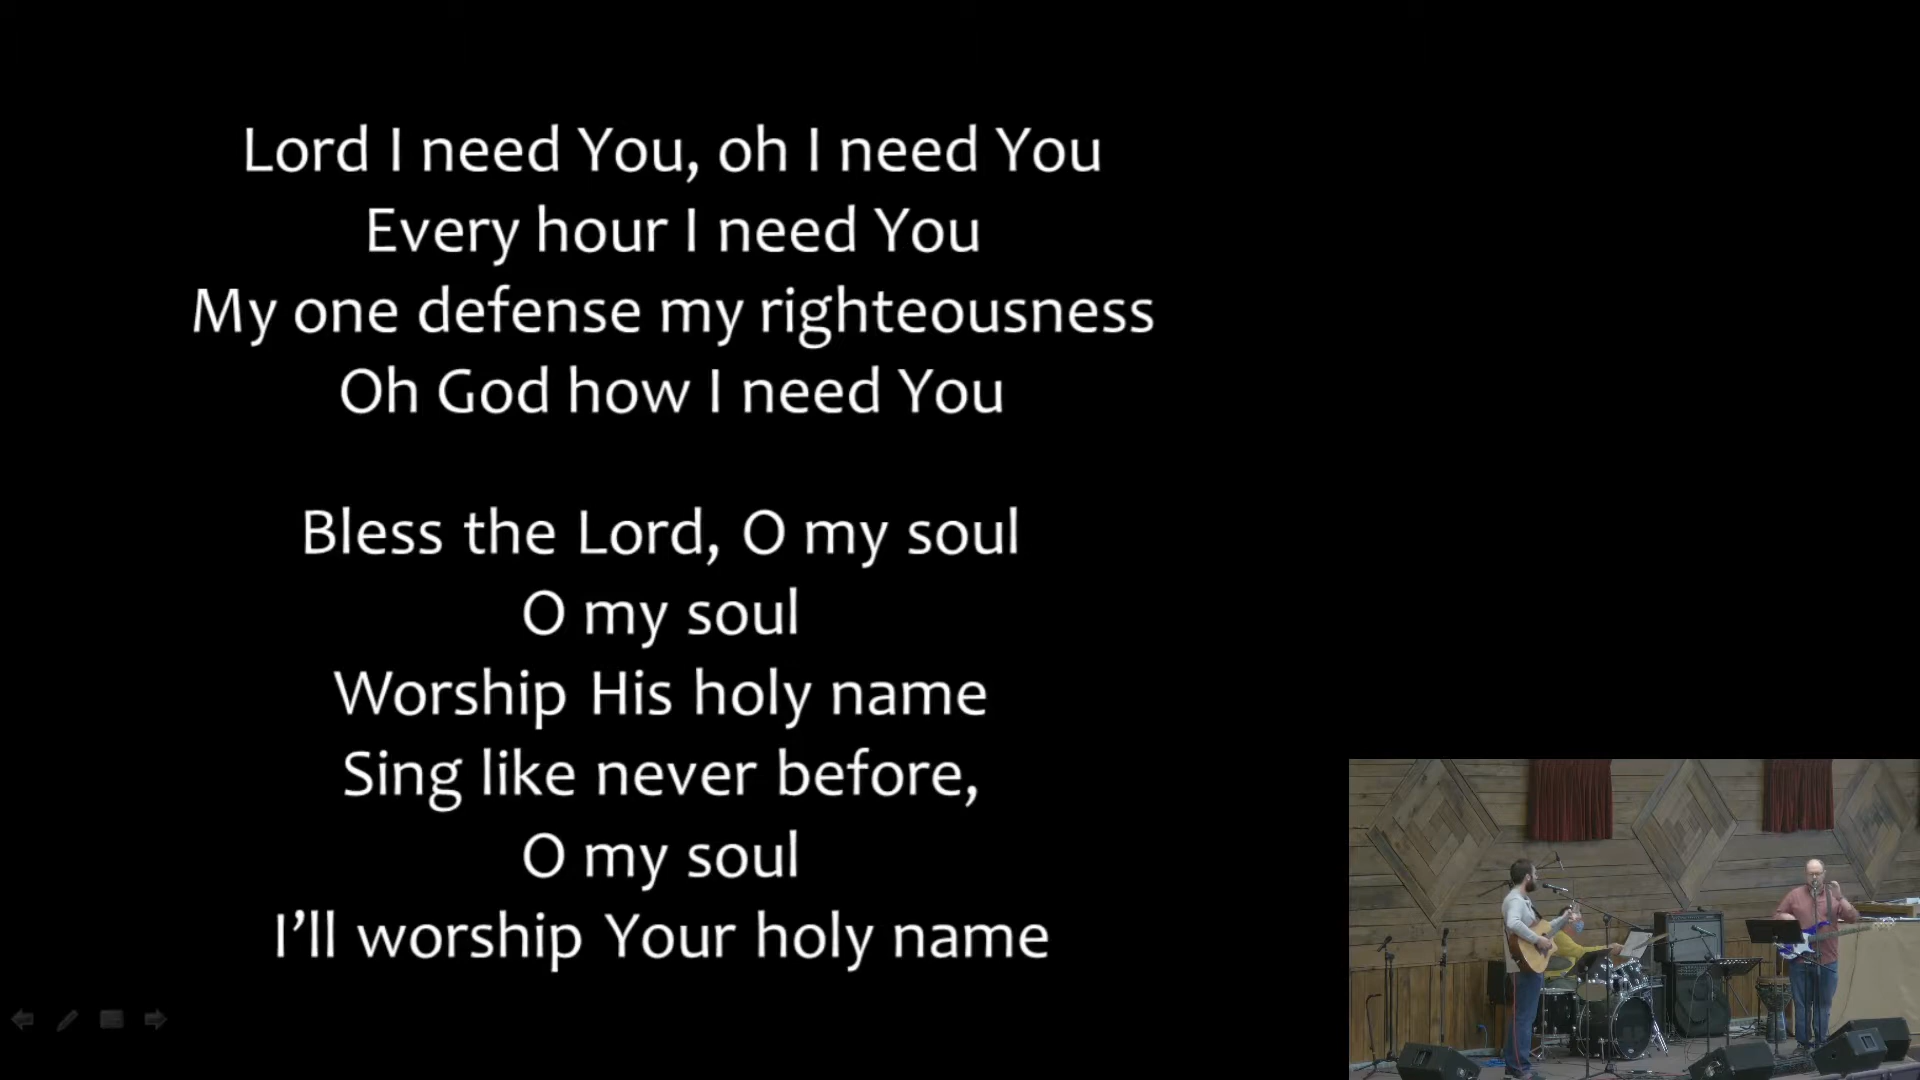 Lord I need You, oh I need You
Every hour I need You
My one defense my righteousness
Oh God how I need You
Bless the Lord, O my soul
O my soul
Worship His holy name
Sing like never before,
O my soul
I’ll worship Your holy name